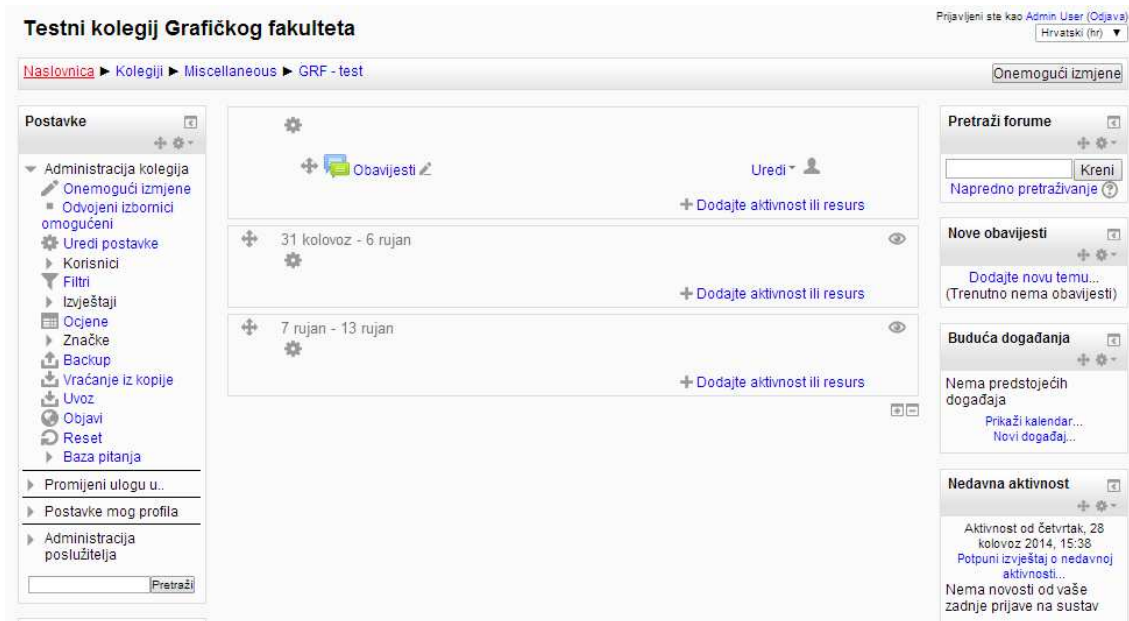 Testni kolegij Grafičkog fakulteta
Prijavljeni ste kao Admin User (Odjava)
Hrvatski (hr)
Naslovnica ► Kolegiji ► Miscellaneous ► GRF - test
Onemogući izmjene
Postavke
Administracija kolegija
Onemogući izmjene
Odvojeni izbornici
omogućeni
Uredi postavke
Korisnici
Filtri
Izvještaji
Ocjene
Značke
Backup
Vraćanje iz kopije
Uvoz
Objavi
Reset
Baza pitanja
Promijeni ulogu u..
Postavke mog profila
Administracija
poslužitelja
Pretraži
Obavijesti
Uredi
Dodajte aktivnost ili resurs
31 kolovoz - 6 rujan
Dodajte aktivnost ili resurs
7 rujan - 13 rujan
Dodajte aktivnost ili resurs
Pretraži forume
Kreni
Napredno pretraživanje
Nove obavijesti
Dodajte novu temu...
(Trenutno nema obavijesti)
Buduća događanja
Nema predstojećih
događaja
Prikaži kalendar...
Novi događaj...
Nedavna aktivnost
Aktivnost od četvrtak, 28
kolovoz 2014, 15:38
Potpuni izvještaj o nedavnoj
aktivnosti...
Nema novosti od vaše
zadnje prijave na sustav